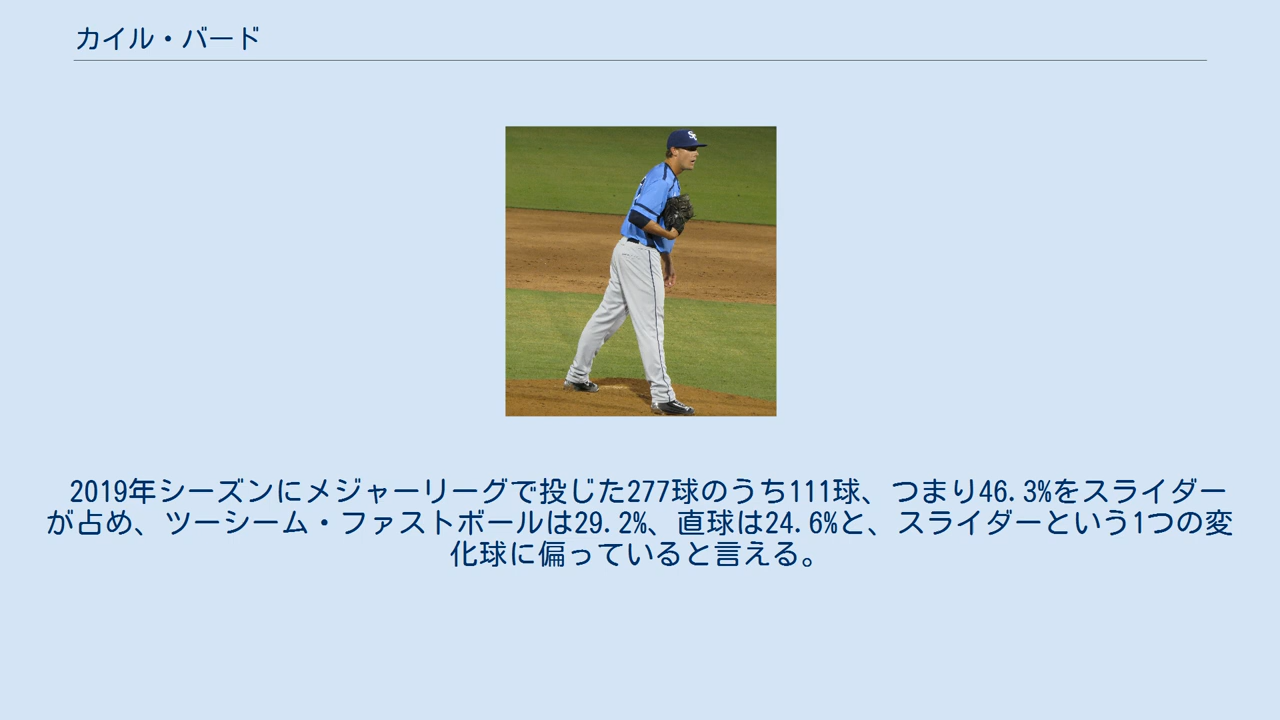 カイル・バード
2019年シーズンにメジャーリーグで投じた277球のうち111球、つまり46.3%をスライダー
が占め、ツーシーム・ファストボールは29.2%、直球は24.6%と、スライダーという1つの変
化球に偏っていると言える。